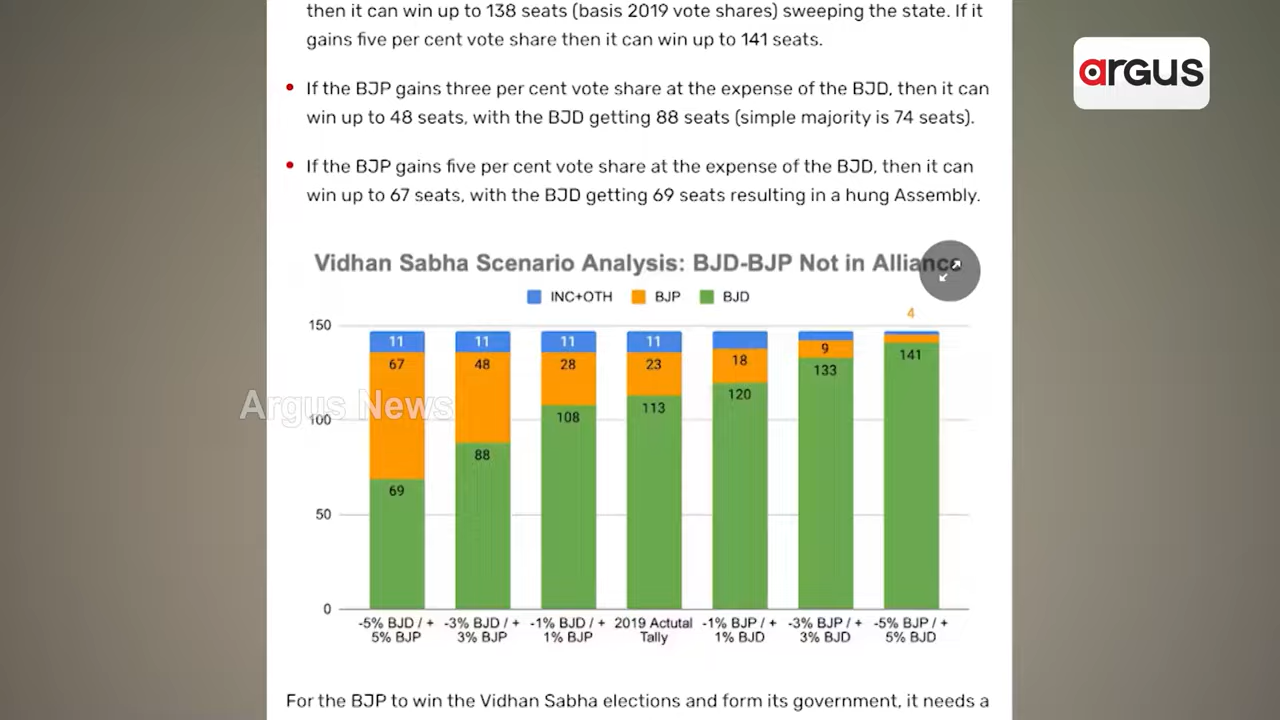 then it can win up to 138 seats (basis 2019 vote shares) sweeping the state. If it
gains five per cent vote share then it can win up to 141 seats.
argus
If the BJP gains three per cent vote share at the expense of the BJD, then it can
win up to 48 seats, with the BJD getting 88 seats (simple majority is 74 seats).
If the BJP gains five per cent vote share at the expense of the BJD, then it can
win up to 67 seats, with the BJD getting 69 seats resulting in a hung Assembly.
Vidhan Sabha Scenario Analysis: BJD-BJP Not in Alliance
INC+OTH BJP BJD
4
150
11 11 11 11
67 48 28 23 18 9 141
133
120
Argus News
100
108 113
88
69
50
0
-5% BJD / + -3% BJD / + -1% BJD / + 2019 Actutal -1% BJP / + -3% BJP / + -5% BJP / +
5% BJP 3% BJP 1% BJP Tally 1% BJD 3% BJD 5% BJD
For the BJP to win the Vidhan Sabha elections and form its government, it needs a